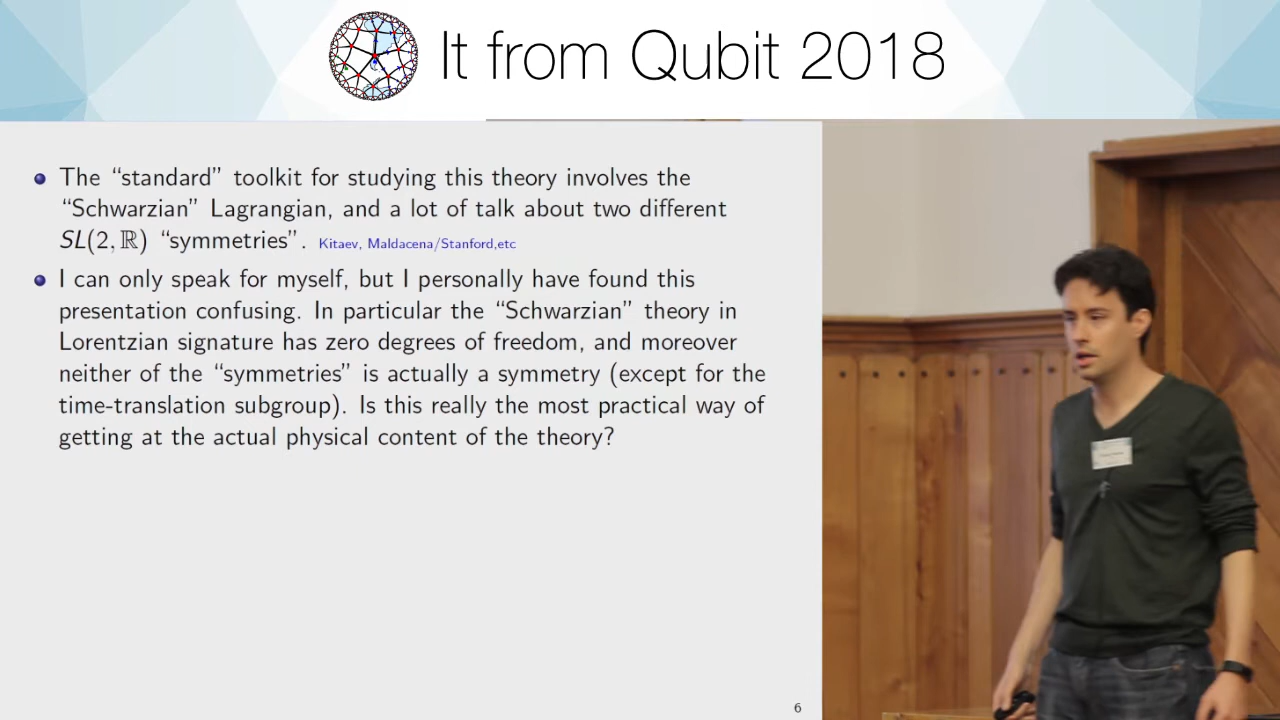 It from Qubit 2018
The “standard” toolkit for studying this theory involves the
“Schwarzian” Lagrangian, and a lot of talk about two different
SL(2, ℝ) “symmetries”. Kitaev, Maldacena/Stanford,etc
I can only speak for myself, but I personally have found this
presentation confusing. In particular the “Schwarzian” theory in
Lorentzian signature has zero degrees of freedom, and moreover
neither of the “symmetries” is actually a symmetry (except for the
time-translation subgroup). Is this really the most practical way of
getting at the actual physical content of the theory?
6